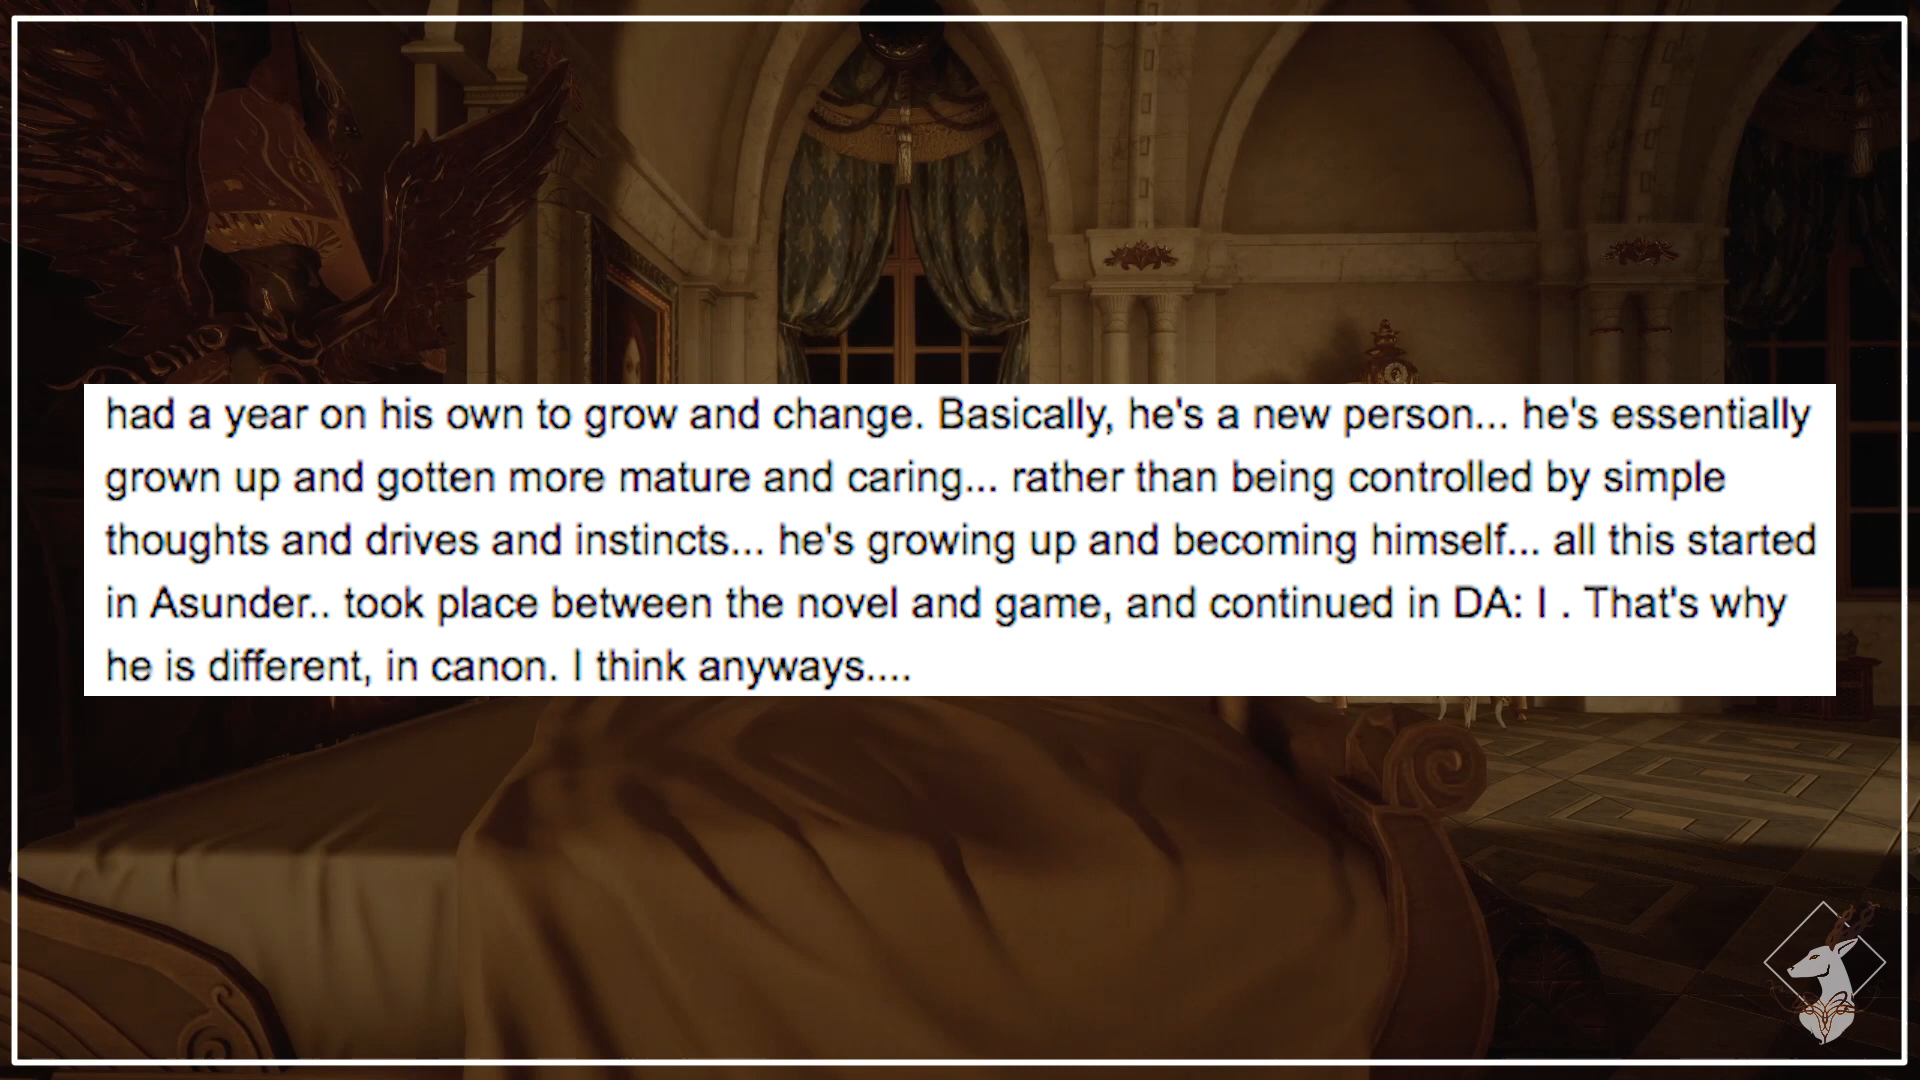 had a year on his own to grow and change. Basically, he's a new person... he's essentially
grown up and gotten more mature and caring... rather than being controlled by simple
thoughts and drives and instincts... he's growing up and becoming himself... all this started
in Asunder.. took place between the novel and game, and continued in DA: I . That's why
he is different, in canon. I think anyways....